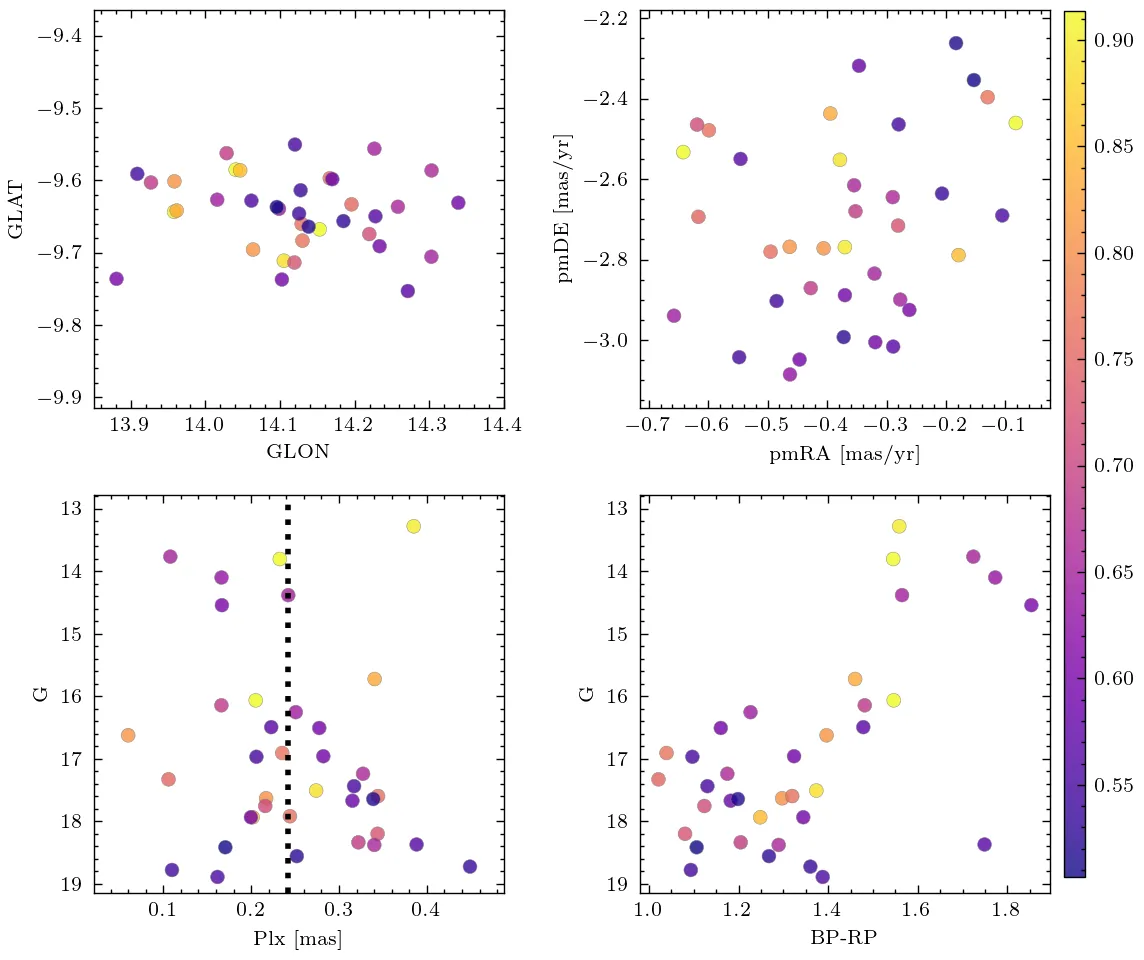 −9.4
−9.5
−9.6
−9.7
−9.8
−9.9
GLAT
13.9 14.0 14.1 14.2 14.3 14.4
GLON
−2.2
−2.4
−2.6
−2.8
−3.0
pmDE [mas/yr]
−0.7 −0.6 −0.5 −0.4 −0.3 −0.2 −0.1
pmRA [mas/yr]
0.90
0.85
0.80
0.75
0.70
0.65
0.60
0.55
13
14
15
16
17
18
19
G
0.1 0.2 0.3 0.4
Plx [mas]
13
14
15
16
17
18
19
G
1.0 1.2 1.4 1.6 1.8
BP-RP